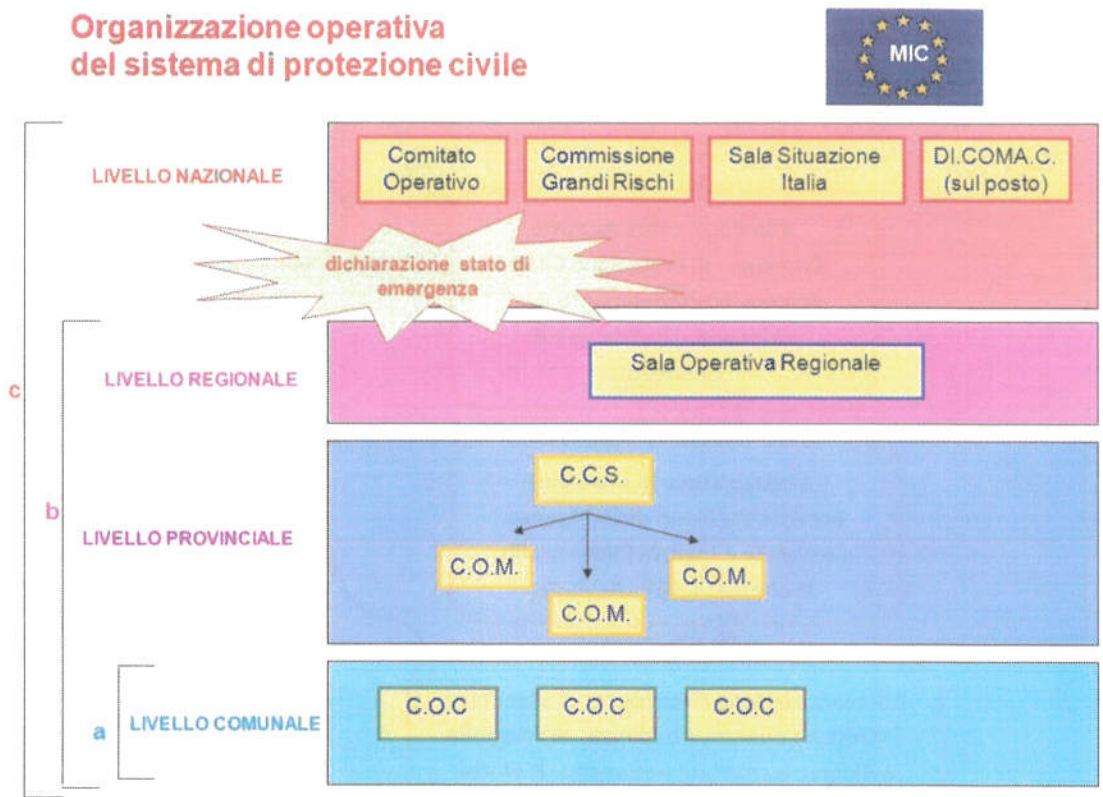 Organizzazione operativa
del sistema di protezione civile
MIC
LIVELLO NAZIONALE
Comitato
Operativo
Commissione
Grandi Rischi
Sala Situazione
Italia
DI.COMA.C.
(sul posto)
dichiarazione stato di
emergenza
c
LIVELLO REGIONALE
Sala Operativa Regionale
b
LIVELLO PROVINCIALE
C.C.S.
C.O.M.
C.O.M.
C.O.M.
a
LIVELLO COMUNALE
C.O.C
C.O.C
C.O.C